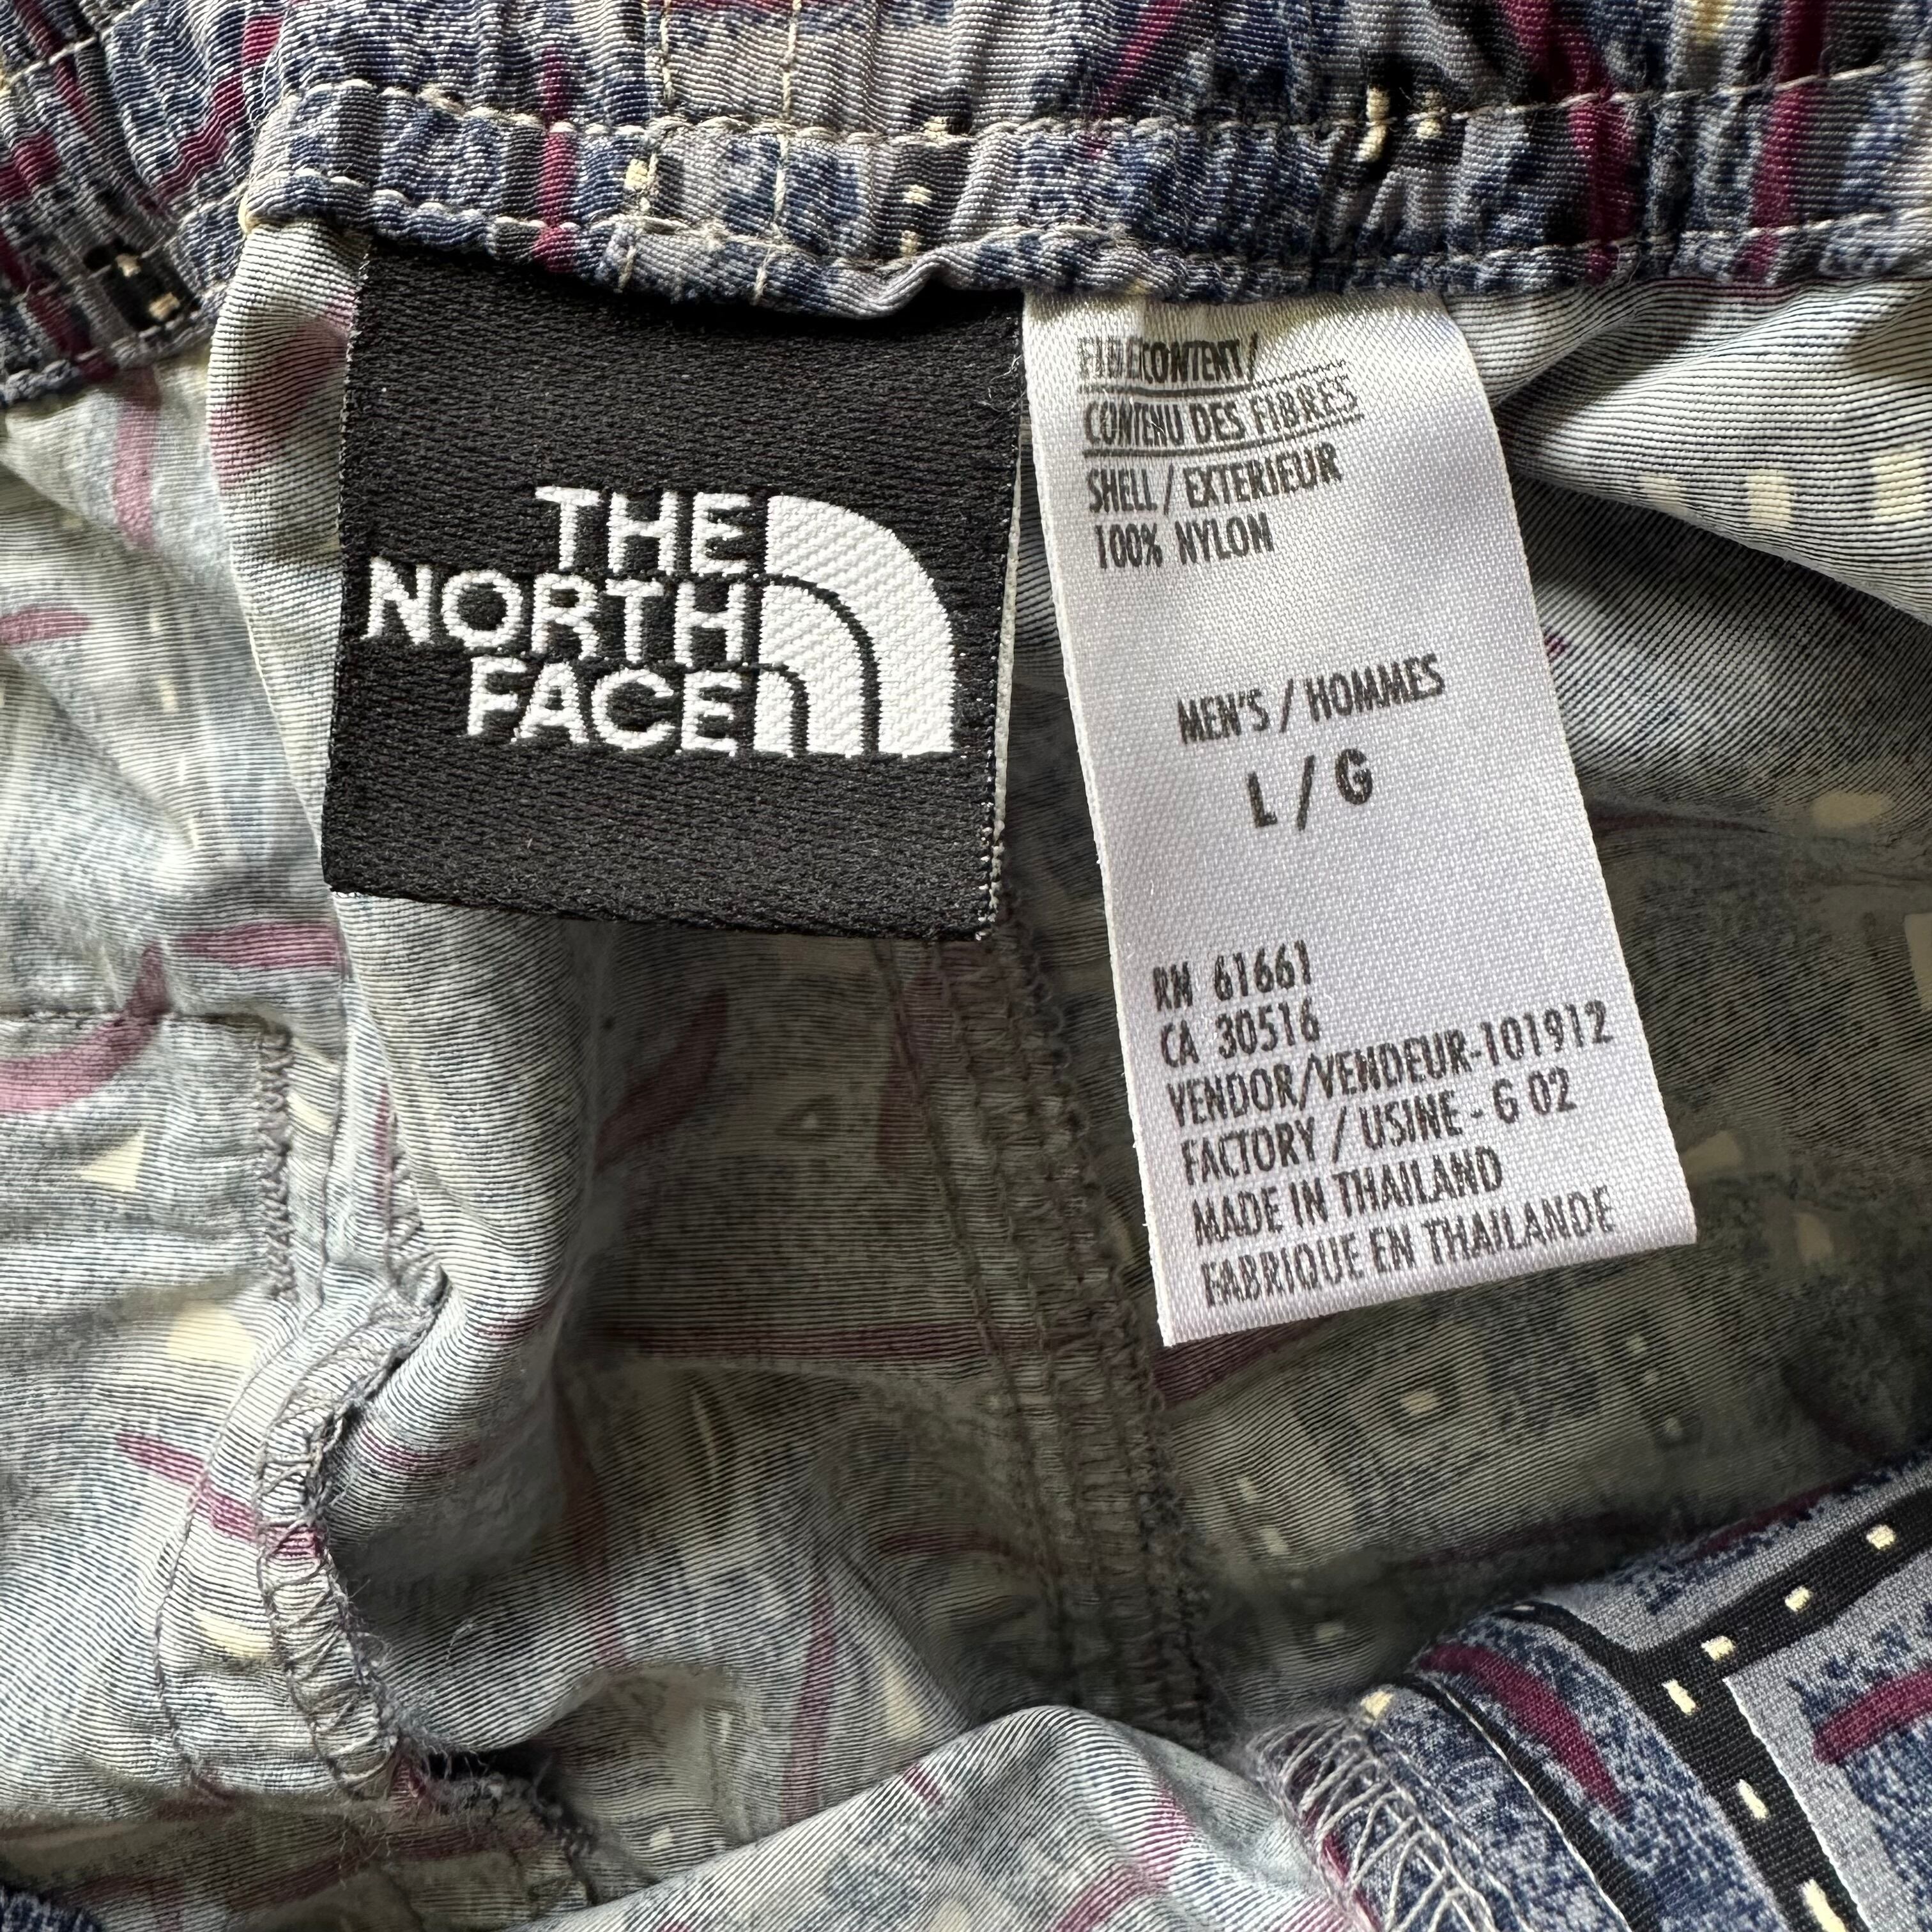 THE
NORTH
FACE
FIBER CONTENT/
CONTENU DES FIBRES
SHELL / EXTERIEUR
100% NYLON
MEN'S / HOMMES
L / G
RN 61661
CA 30516
VENDOR/VENDEUR-101912
FACTORY / USINE - G 02
MADE IN THAILAND
FABRIQUE EN THAILANDE